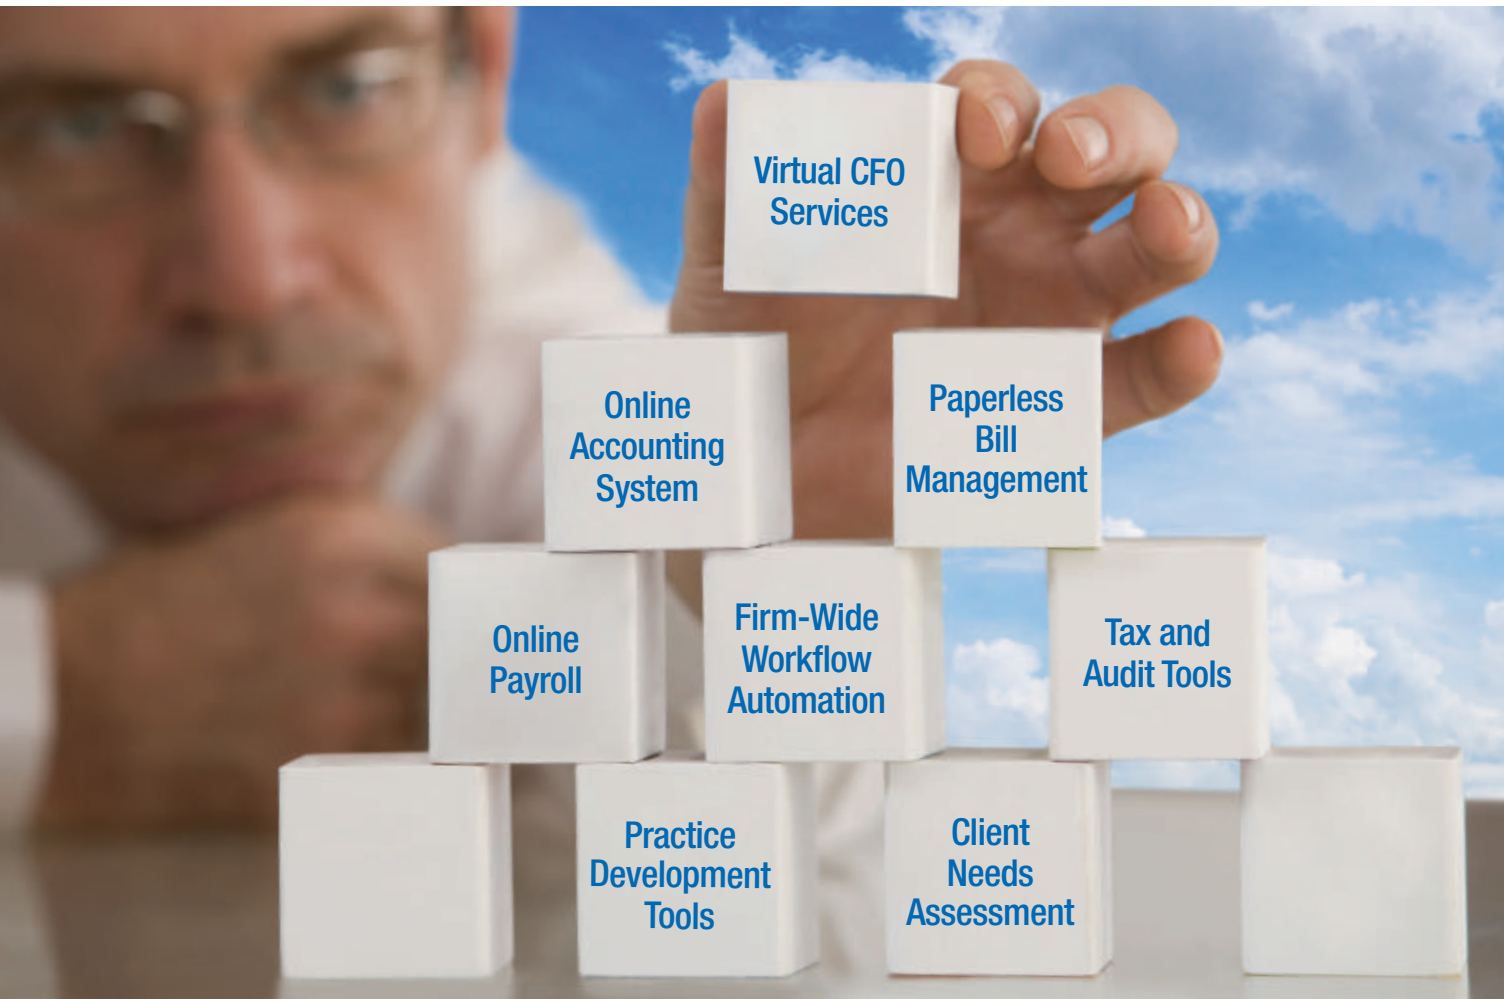 Virtual CFO
Services
Online
Accounting
System
Paperless
Bill
Management
Online
Payroll
Firm-Wide
Workflow
Automation
Tax and
Audit Tools
Practice
Development
Tools
Client
Needs
Assessment